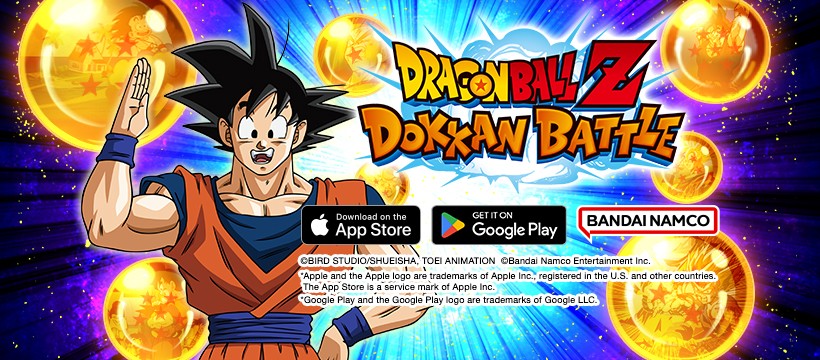 DRAGONBALL Z
DOKKAN BATTLE
Download on the
App Store
GET IT ON
Google Play
BANDAI NAMCO
©BIRD STUDIO/SHUEISHA, TOEI ANIMATION ©Bandai Namco Entertainment Inc.
*Apple and the Apple logo are trademarks of Apple Inc., registered in the U.S. and other countries.
The App Store is a service mark of Apple Inc.
*Google Play and the Google Play logo are trademarks of Google LLC.